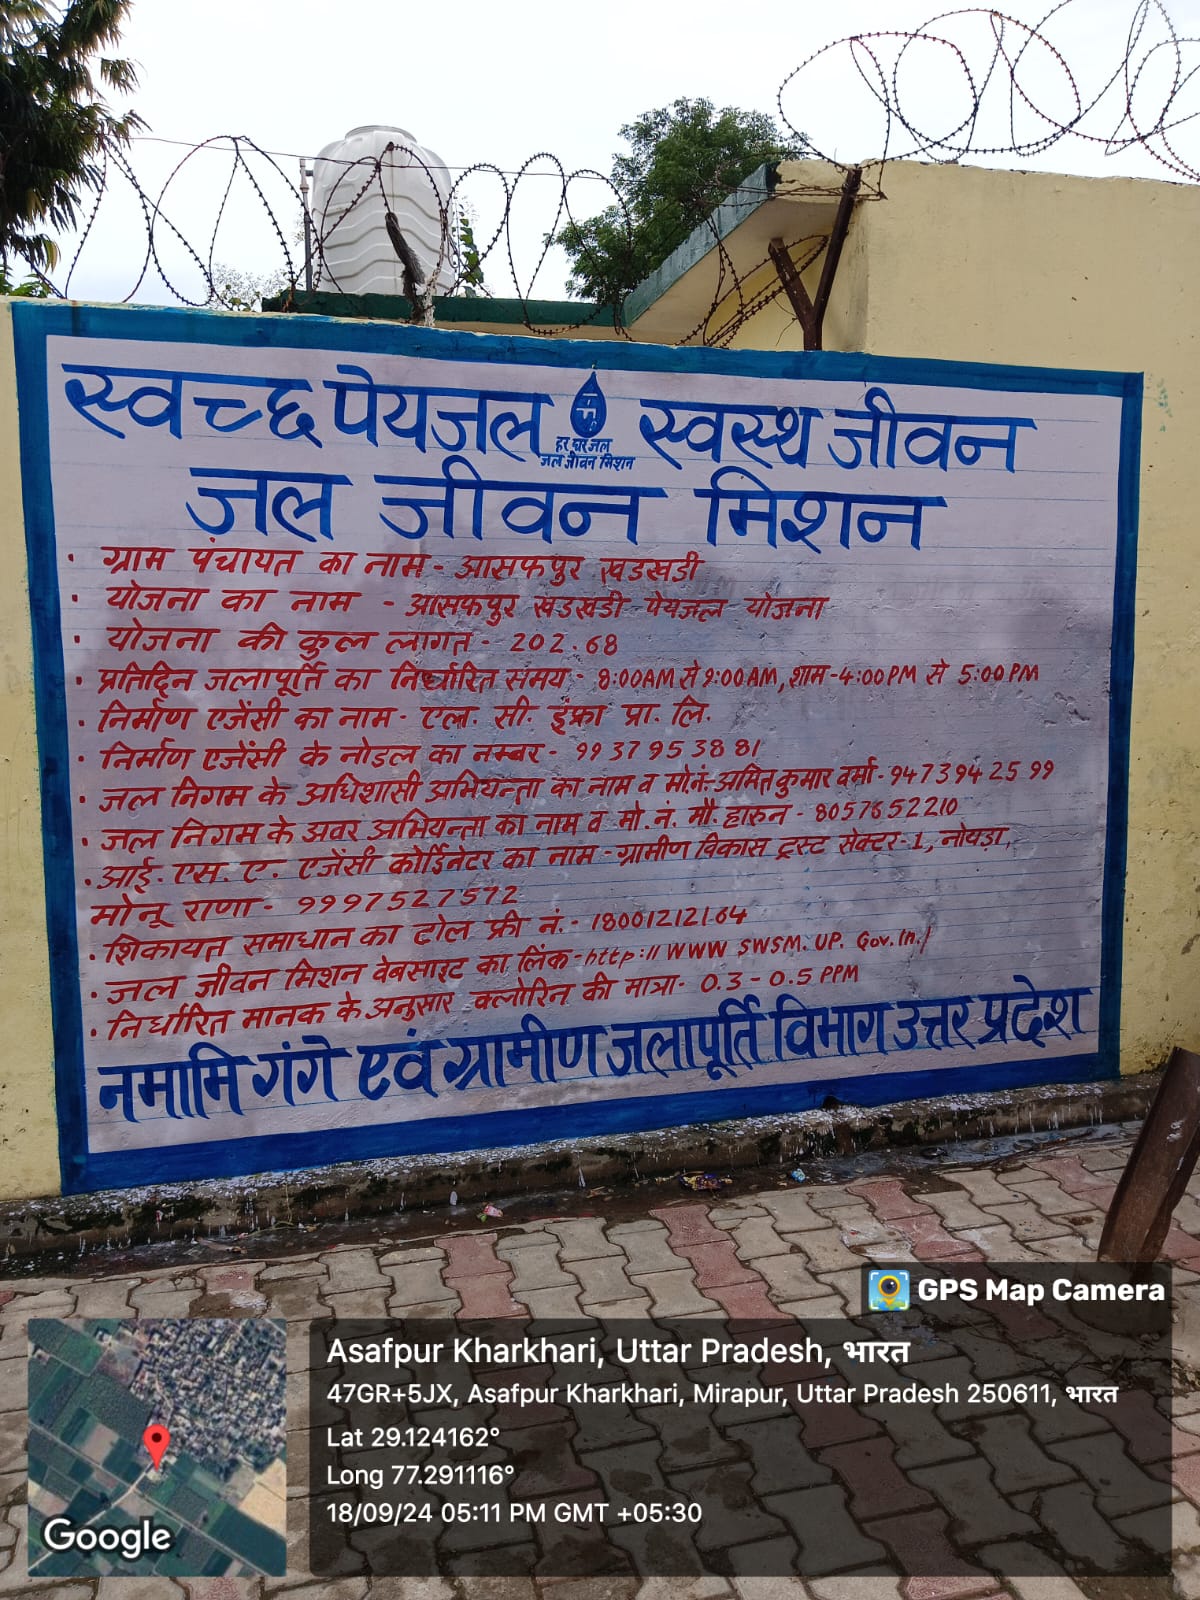 स्वच्छ पेयजल स्वस्थ जीवन
हर घर जल
जल जीवन मिशन
जल जीवन मिशन
• ग्राम पंचायत का नाम - आसफपुर खडखडी
• योजना का नाम - आसफपुर खडखडी पेयजल योजना
• योजना की कुल लागत - 202.68
• प्रतिदिन जलापूर्ति का निर्धारित समय - 8:00AM से 9:00AM, शाम - 4:00PM से 5:00PM
• निर्माण एजेंसी का नाम - एल. सी. इंफ्रा प्रा. लि.
• निर्माण एजेंसी के नोडल का नम्बर - 9937953881
• जल निगम के अधिशासी अभियन्ता का नाम व मो.नं. अमित कुमार वर्मा - 9473942599
• जल निगम के अवर अभियन्ता का नाम व मो. नं. मौ. हारून - 8057652210
• आई. एस. ए. एजेंसी कोर्डिनेटर का नाम - ग्रामीण विकास ट्रस्ट सेक्टर - 1, नोयडा,
मोनू राणा - 9997527572
• शिकायत समाधान का टोल फ्री नं. - 18001212164
• जल जीवन मिशन वेबसाइट का लिंक - http://WWW SWSM. UP. Gov.In./
• निर्धारित मानक के अनुसार क्लोरिन की मात्रा - 0.3 - 0.5 PPM
नमामि गंगे एवं ग्रामीण जलापूर्ति विभाग उत्तर प्रदेश
GPS Map Camera
Asafpur Kharkhari, Uttar Pradesh, भारत
47GR+5JX, Asafpur Kharkhari, Mirapur, Uttar Pradesh 250611, भारत
Lat 29.124162°
Long 77.291116°
18/09/24 05:11 PM GMT +05:30
Google